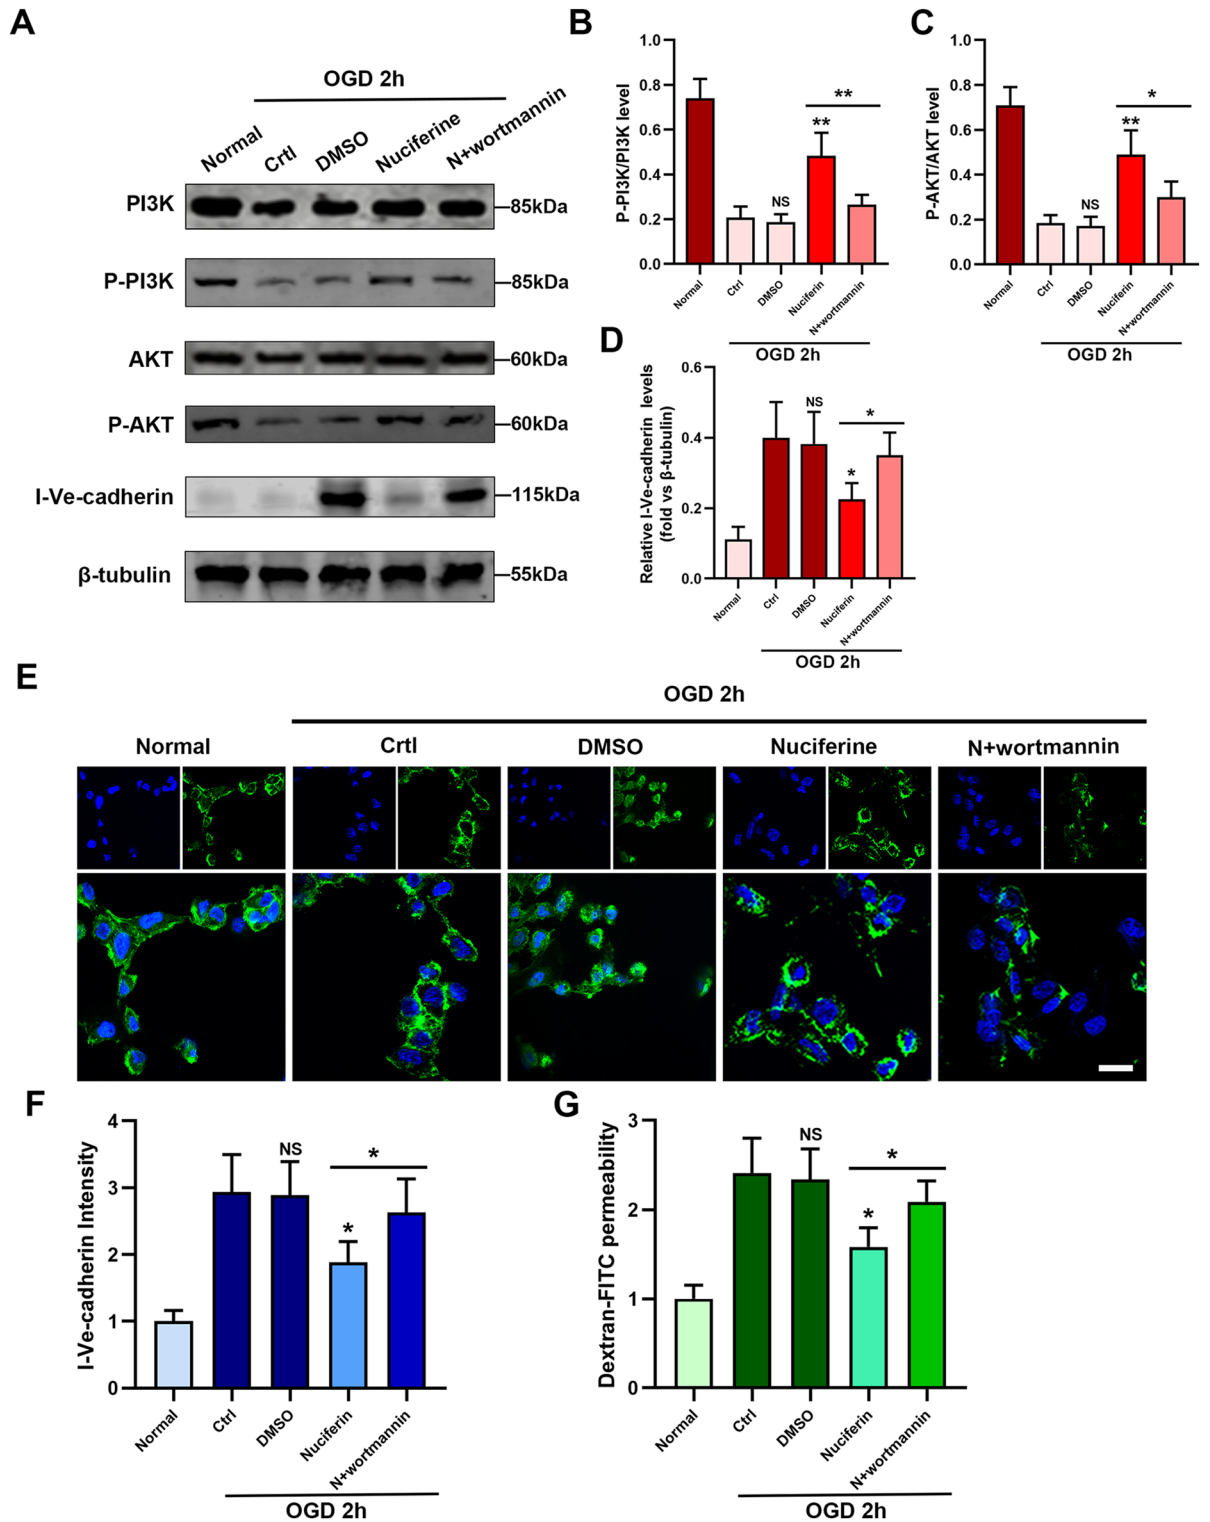 A
OGD 2h
Normal
Crtl
DMSO
Nuciferine
N+wortmannin
PI3K
85kDa
P-PI3K
85kDa
AKT
60kDa
P-AKT
60kDa
I-Ve-cadherin
115kDa
β-tubulin
55kDa
B
P-PI3K/PI3K level
1.0
0.8
0.6
0.4
0.2
0.0
NS
**
**
Normal
Ctrl
DMSO
Nuciferin
N+wortmannin
OGD 2h
C
P-AKT/AKT level
1.0
0.8
0.6
0.4
0.2
0.0
NS
**
*
Normal
Ctrl
DMSO
Nuciferin
N+wortmannin
OGD 2h
D
Relative I-Ve-cadherin levels
(fold vs β-tubulin)
0.6
0.4
0.2
0.0
NS
*
*
Normal
Ctrl
DMSO
Nuciferin
N+wortmannin
OGD 2h
E
OGD 2h
Normal
Crtl
DMSO
Nuciferine
N+wortmannin
F
I-Ve-cadherin Intensity
4
3
2
1
0
NS
*
*
Normal
Ctrl
DMSO
Nuciferin
N+wortmannin
OGD 2h
G
Dextran-FITC permeability
3
2
1
0
NS
*
*
Normal
Ctrl
DMSO
Nuciferin
N+wortmannin
OGD 2h